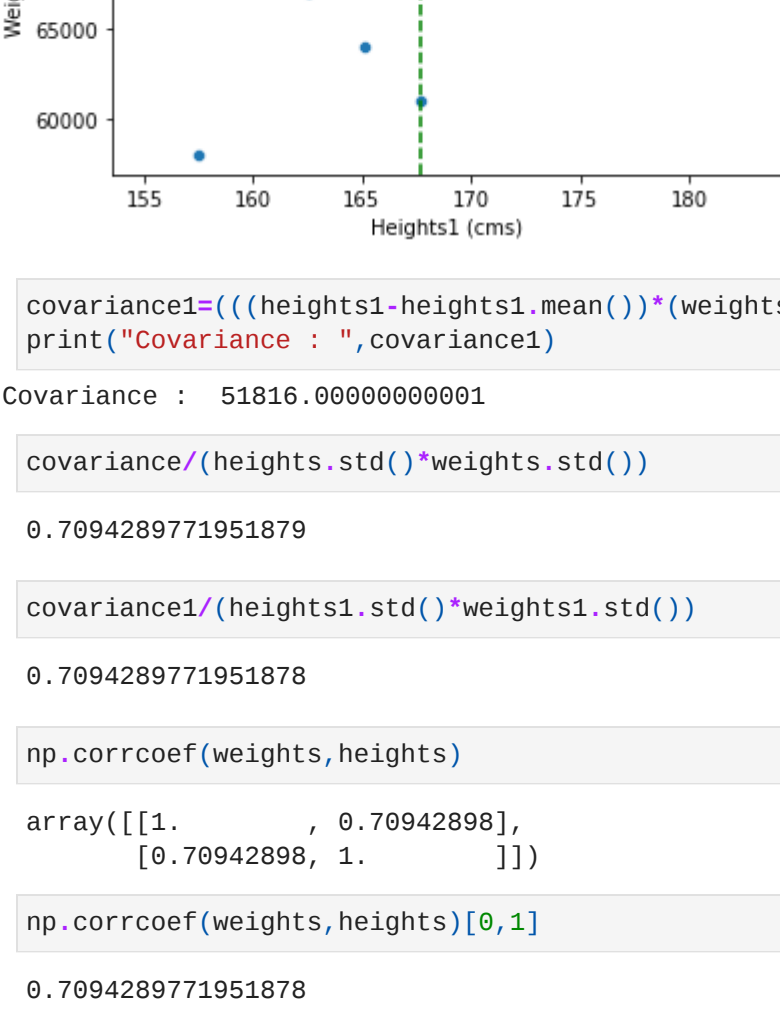 65000
60000
155 160 165 170 175 180
Heights1 (cms)
covariance1=(((heights1-heights1.mean())*(weights
print("Covariance : ",covariance1)
Covariance :  51816.00000000001
covariance/(heights.std()*weights.std())
0.7094289771951879
covariance1/(heights1.std()*weights1.std())
0.7094289771951878
np.corrcoef(weights,heights)
array([[1.        , 0.70942898],
       [0.70942898, 1.        ]])
np.corrcoef(weights,heights)[0,1]
0.7094289771951878